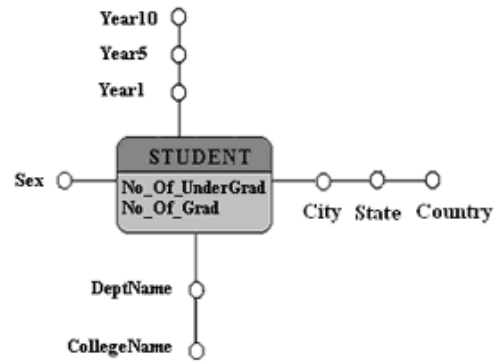 Year10
Year5
Year1
STUDENT
Sex
No_Of_UnderGrad
No_Of_Grad
City State Country
DeptName
CollegeName